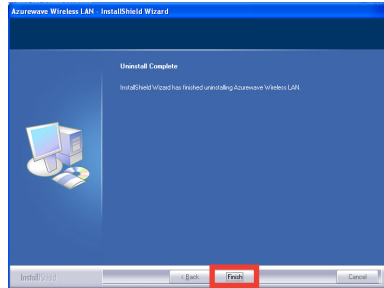 Azurewave Wireless LAN - InstallShield Wizard
Uninstall Complete
InstallShield Wizard has finished uninstalling Azurewave Wireless LAN.
InstallShield
< Back
Finish
Cancel